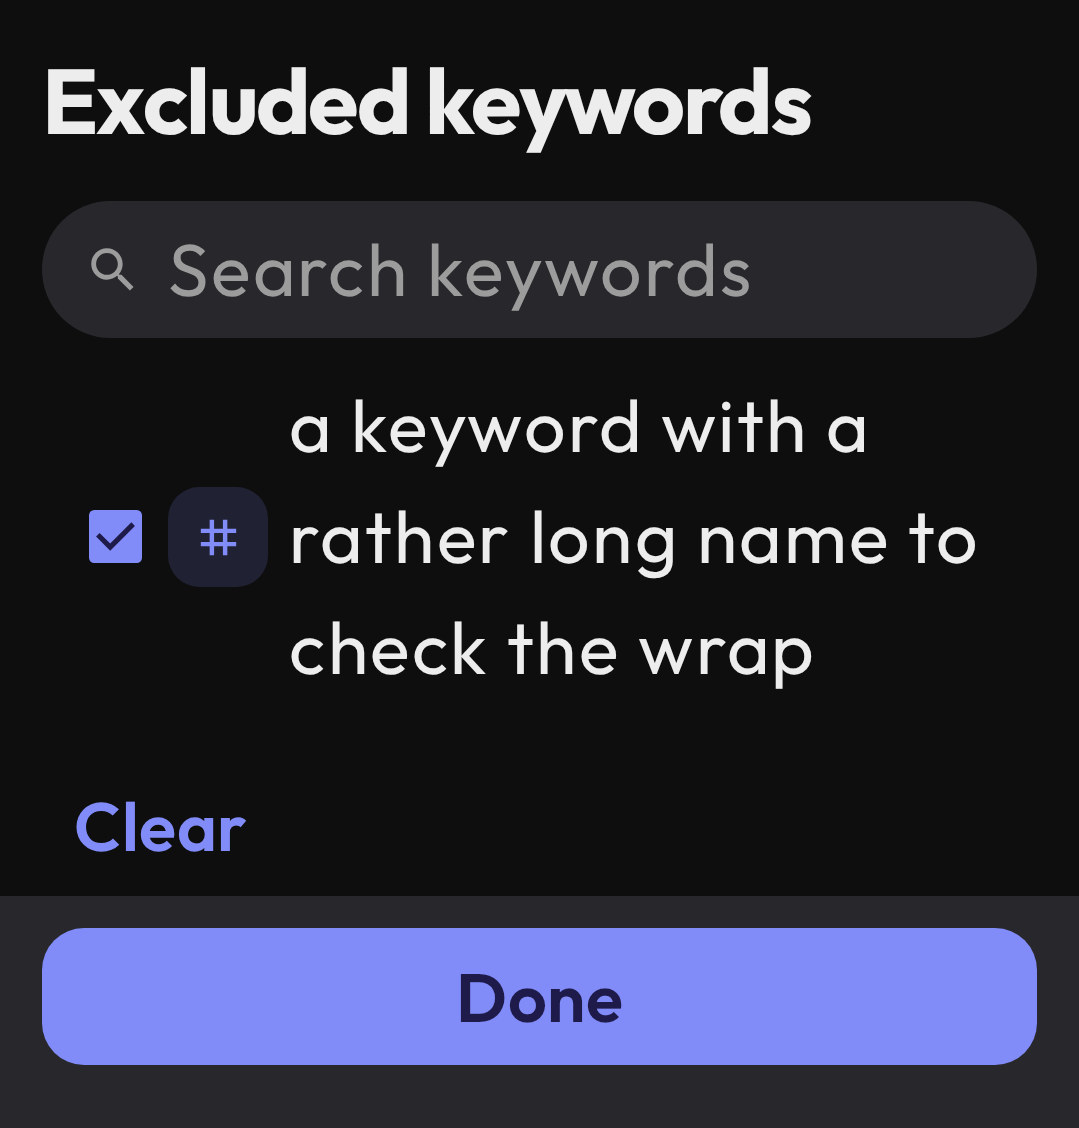 Excluded keywords
Search keywords
a keyword with a
# rather long name to
check the wrap
Clear
Done